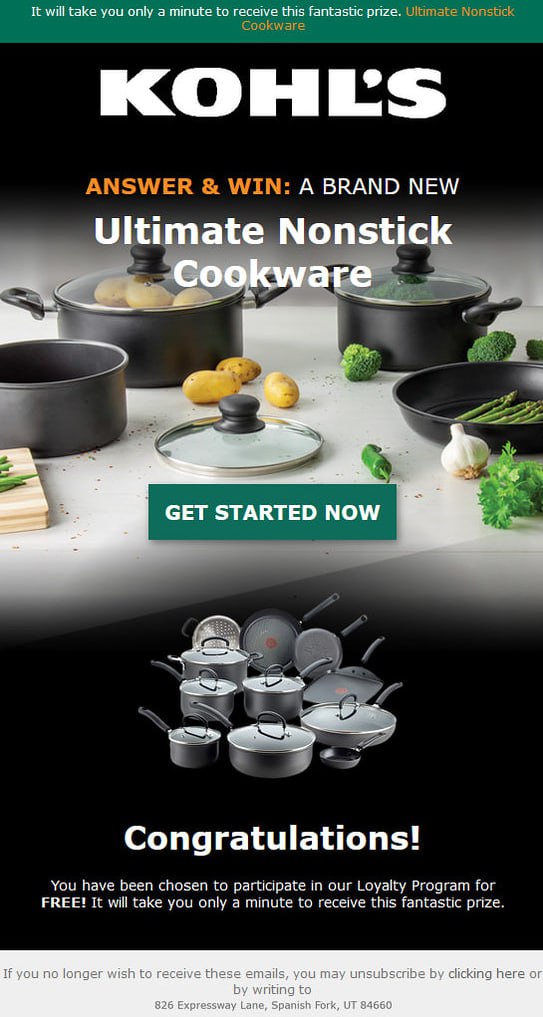 It will take you only a minute to receive this fantastic prize. Ultimate Nonstick
Cookware
KOHL'S
ANSWER & WIN: A BRAND NEW
Ultimate Nonstick
Cookware
GET STARTED NOW
Congratulations!
You have been chosen to participate in our Loyalty Program for
FREE! It will take you only a minute to receive this fantastic prize.
If you no longer wish to receive these emails, you may unsubscribe by clicking here or
by writing to
826 Expressway Lane, Spanish Fork, UT 84660